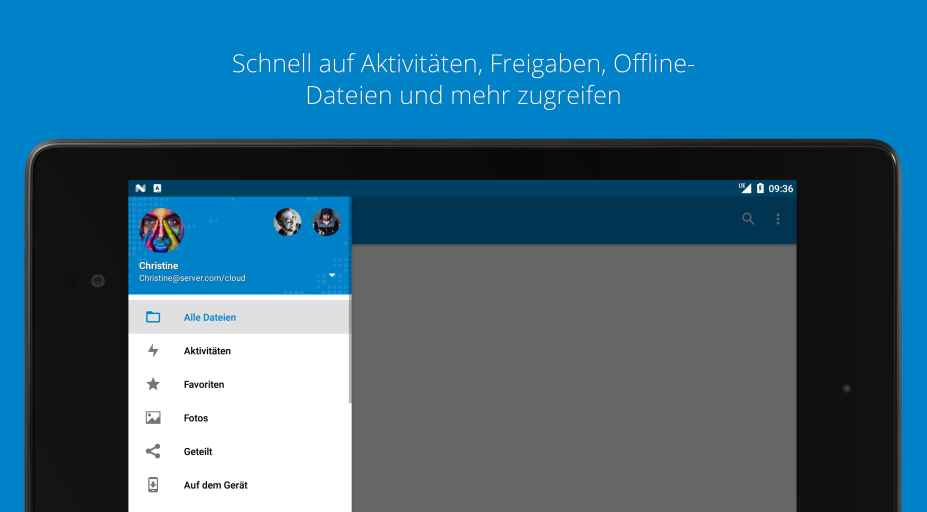 Schnell auf Aktivitäten, Freigaben, Offline-
Dateien und mehr zugreifen
LTE 09:36
Christine
Christine@server.com/cloud
Alle Dateien
Aktivitäten
Favoriten
Fotos
Geteilt
Auf dem Gerät